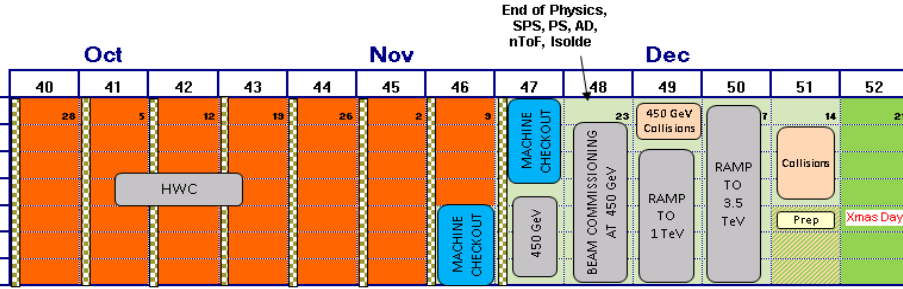 End of Physics,
SPS, PS, AD,
nToF, Isolde
Oct Nov Dec
40 41 42 43 44 45 46 47 48 49 50 51 52
28 5 12 19 26 2 9 23 7 14 21
MACHINE
CHECKOUT
450 GeV
Collisions
BEAM COMMISSIONING
AT 450 GeV
RAMP
TO
3.5
TeV
Collisions
HWC
RAMP
TO
1 TeV
MACHINE
CHECKOUT
450 GeV
Prep
Xmas Day